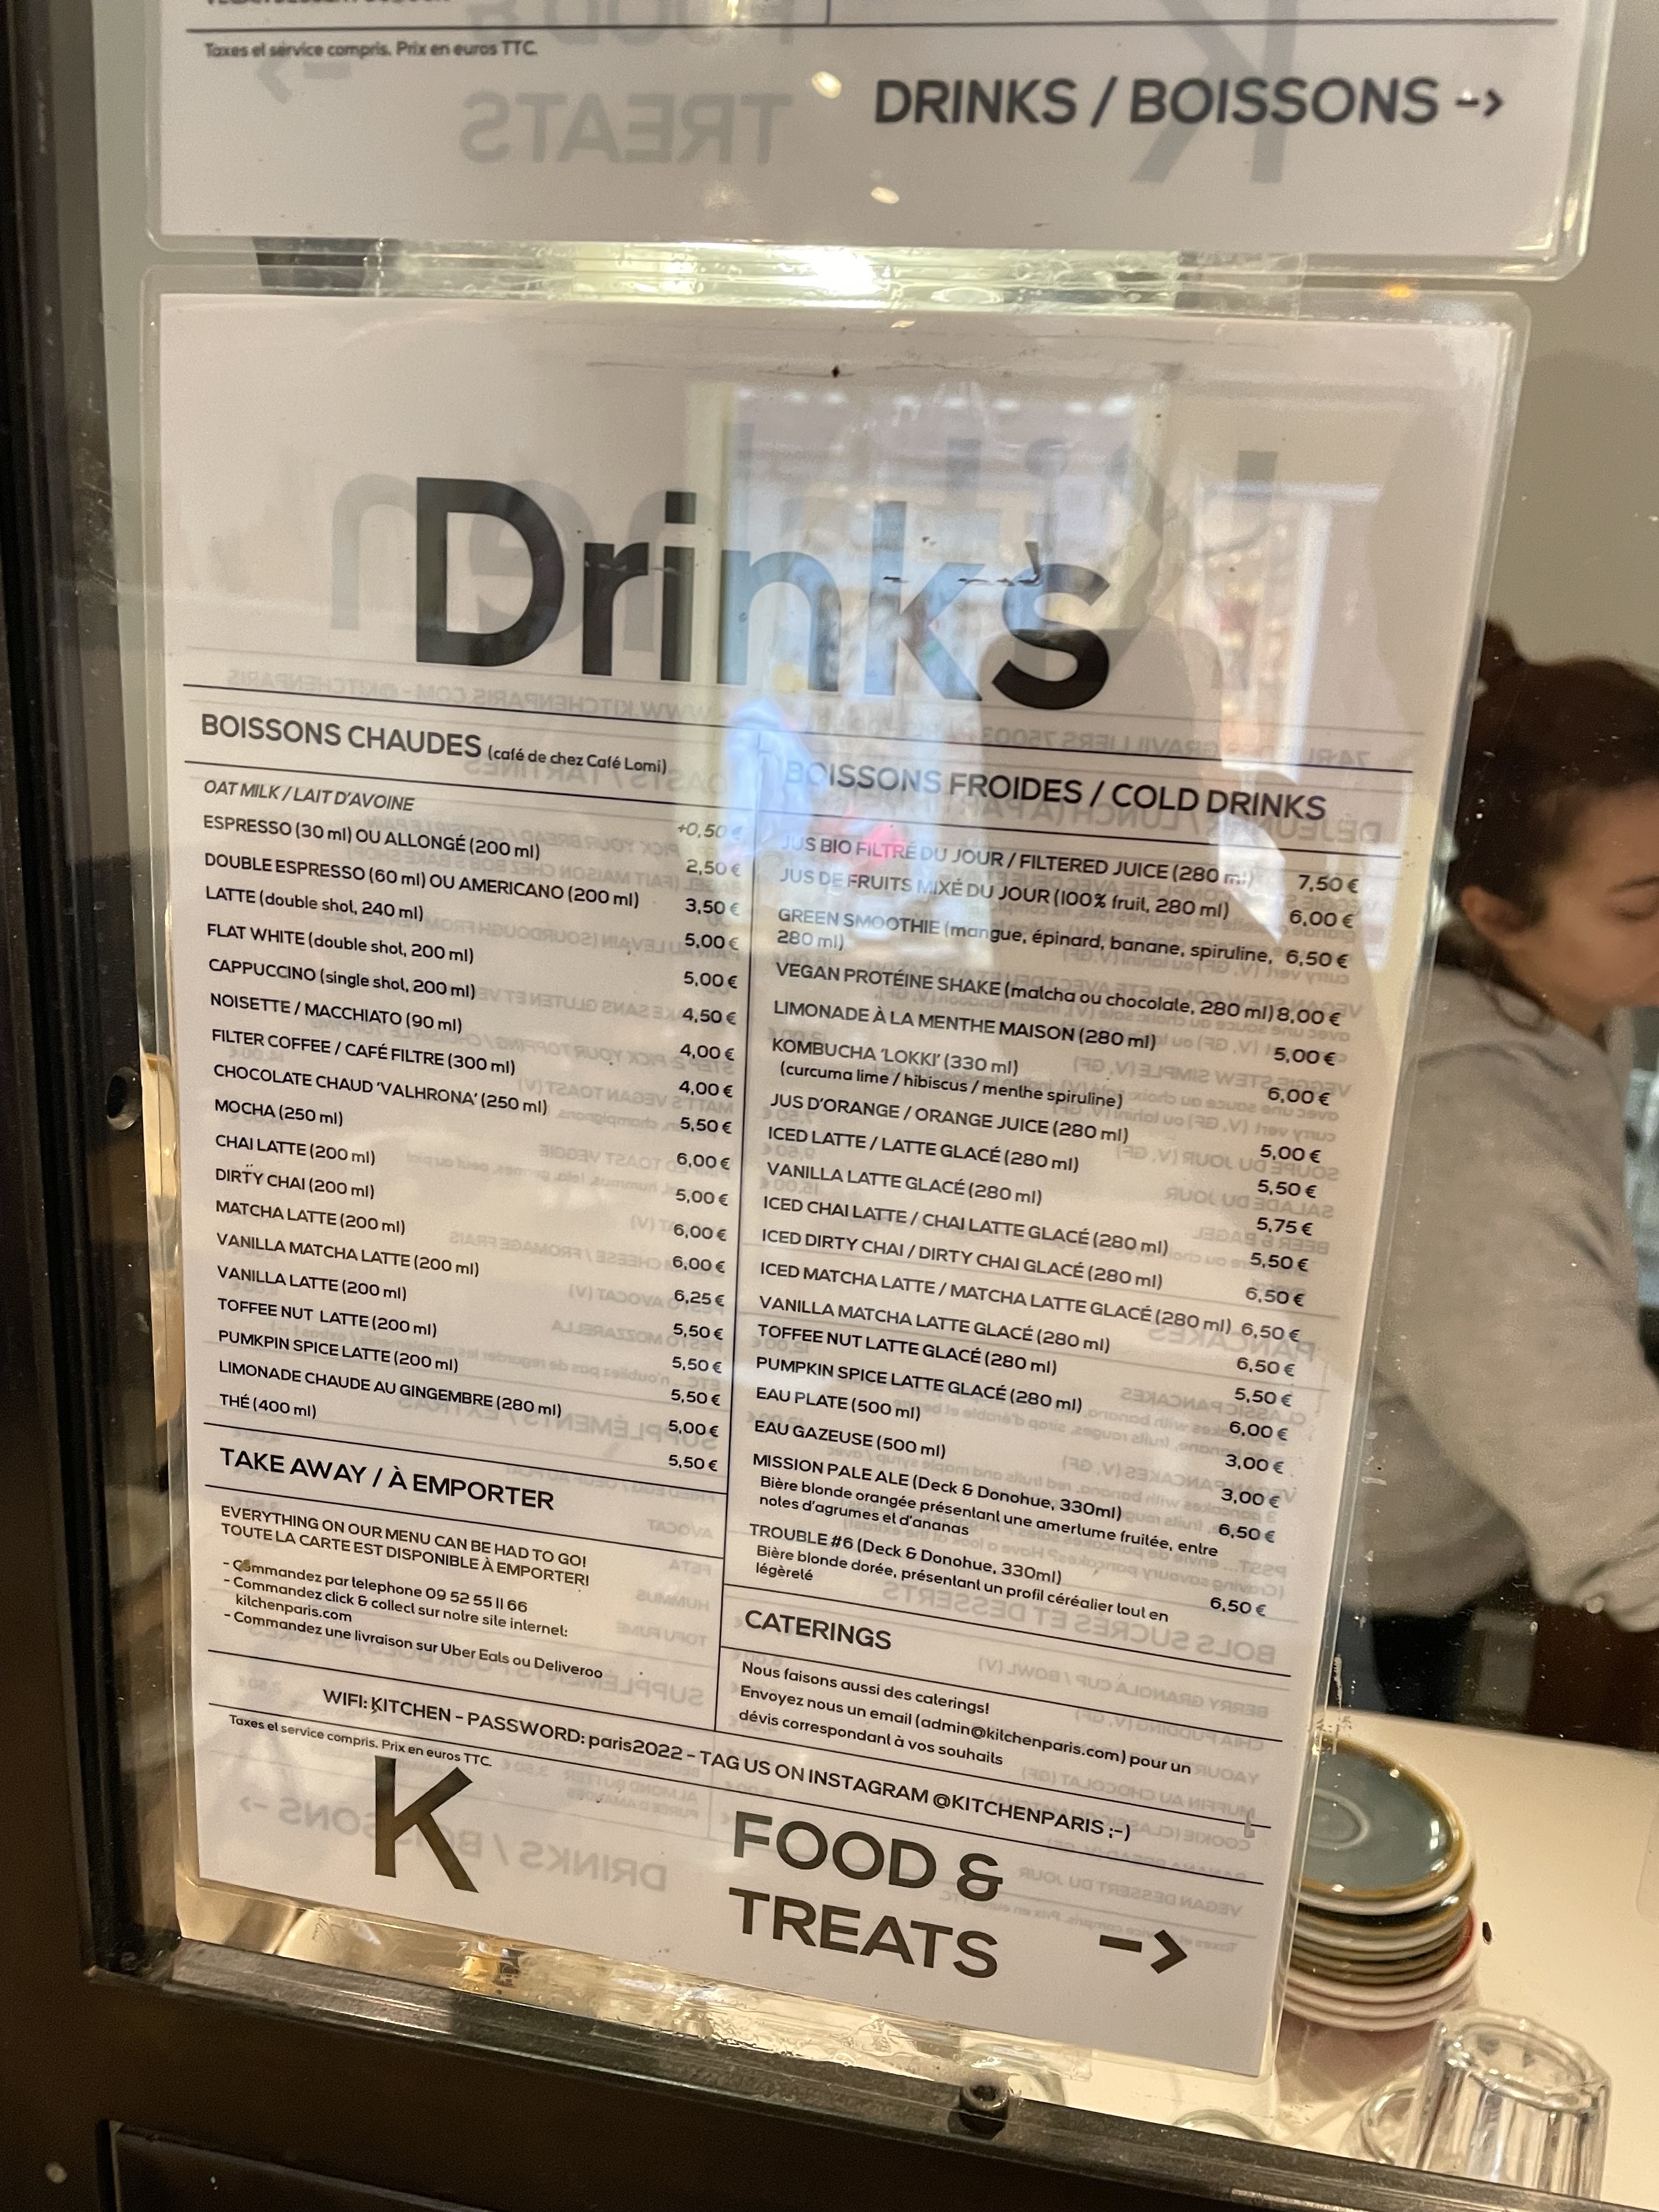 Taxes et service compris. Prix en euros TTC.
DRINKS / BOISSONS ->
Drinks
BOISSONS CHAUDES (café de chez Café Lomi)
OAT MILK / LAIT D'AVOINE +0,50 €
ESPRESSO (30 ml) OU ALLONGÉ (200 ml) 2,50 €
DOUBLE ESPRESSO (60 ml) OU AMERICANO (200 ml) 3,50 €
LATTE (double shot, 240 ml) 5,00 €
FLAT WHITE (double shot, 200 ml) 5,00 €
CAPPUCCINO (single shot, 200 ml) 4,50 €
NOISETTE / MACCHIATO (90 ml) 4,00 €
FILTER COFFEE / CAFÉ FILTRE (300 ml) 4,00 €
CHOCOLATE CHAUD 'VALHRONA' (250 ml) 5,50 €
MOCHA (250 ml) 6,00 €
CHAI LATTE (200 ml) 5,00 €
DIRTY CHAI (200 ml) 6,00 €
MATCHA LATTE (200 ml) 6,00 €
VANILLA MATCHA LATTE (200 ml) 6,25 €
VANILLA LATTE (200 ml) 5,50 €
TOFFEE NUT LATTE (200 ml) 5,50 €
PUMKPIN SPICE LATTE (200 ml) 5,50 €
LIMONADE CHAUDE AU GINGEMBRE (280 ml) 5,00 €
THÉ (400 ml) 5,50 €
TAKE AWAY / À EMPORTER
EVERYTHING ON OUR MENU CAN BE HAD TO GO!
TOUTE LA CARTE EST DISPONIBLE À EMPORTER!
- Commandez par telephone 09 52 55 11 66
- Commandez click & collect sur notre site internet:
kitchenparis.com
- Commandez une livraison sur Uber Eats ou Deliveroo
BOISSONS FROIDES / COLD DRINKS
JUS BIO FILTRÉ DU JOUR / FILTERED JUICE (280 ml) 7,50 €
JUS DE FRUITS MIXÉ DU JOUR (100% fruit, 280 ml) 6,00 €
GREEN SMOOTHIE (mangue, épinard, banane, spiruline, 6,50 €
280 ml)
VEGAN PROTÉINE SHAKE (matcha ou chocolate, 280 ml) 8,00 €
LIMONADE À LA MENTHE MAISON (280 ml) 5,00 €
KOMBUCHA 'LOKKI' (330 ml) 6,00 €
(curcuma lime / hibiscus / menthe spiruline)
JUS D'ORANGE / ORANGE JUICE (280 ml) 5,00 €
ICED LATTE / LATTE GLACÉ (280 ml) 5,50 €
VANILLA LATTE GLACÉ (280 ml) 5,75 €
ICED CHAI LATTE / CHAI LATTE GLACÉ (280 ml) 5,50 €
ICED DIRTY CHAI / DIRTY CHAI GLACÉ (280 ml) 6,50 €
ICED MATCHA LATTE / MATCHA LATTE GLACÉ (280 ml) 6,50 €
VANILLA MATCHA LATTE GLACÉ (280 ml) 6,50 €
TOFFEE NUT LATTE GLACÉ (280 ml) 5,50 €
PUMPKIN SPICE LATTE GLACÉ (280 ml) 6,00 €
EAU PLATE (500 ml) 3,00 €
EAU GAZEUSE (500 ml) 3,00 €
MISSION PALE ALE (Deck & Donohue, 330ml) 6,50 €
Bière blonde orangée présentant une amertume fruitée, entre
notes d'agrumes et d'ananas
TROUBLE #6 (Deck & Donohue, 330ml) 6,50 €
Bière blonde dorée, présentant un profil céréalier tout en
légèreté
CATERINGS
Nous faisons aussi des caterings!
Envoyez nous un email (admin@kitchenparis.com) pour un
dévis correspondant à vos souhaits
WIFI: KITCHEN - PASSWORD: paris2022 - TAG US ON INSTAGRAM @KITCHENPARIS ;-)
Taxes et service compris. Prix en euros TTC.
K
FOOD &
TREATS ->